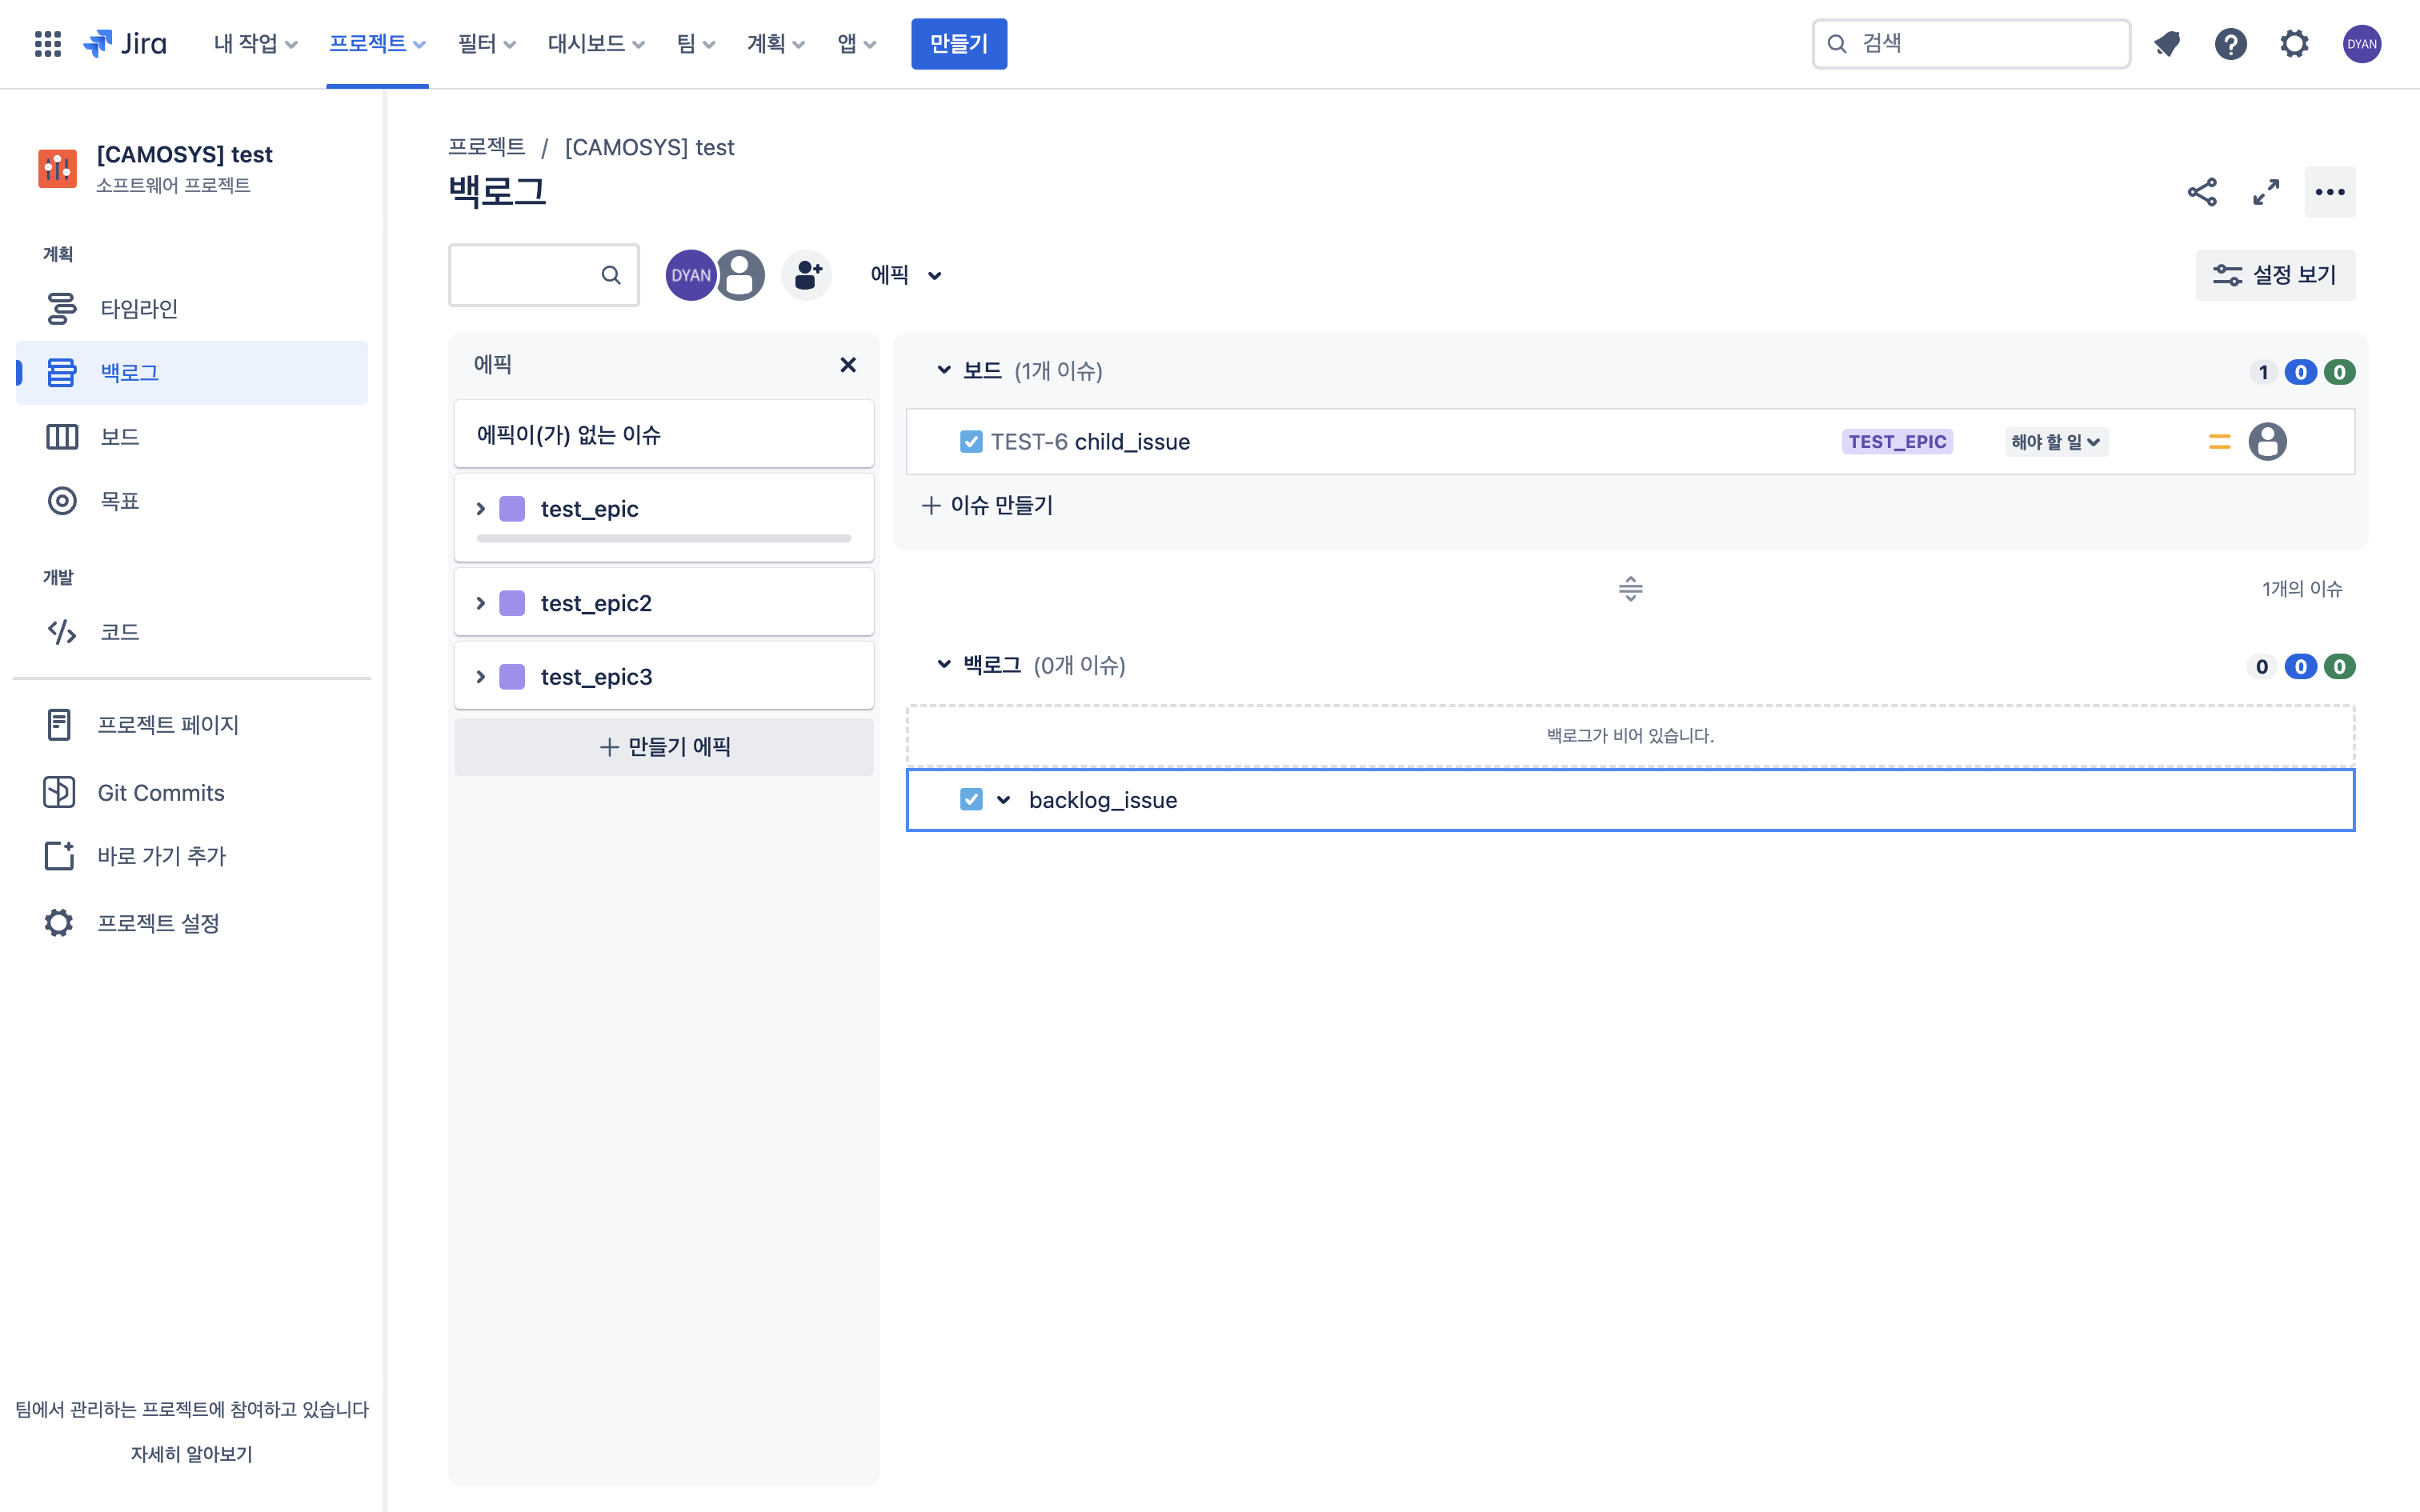 Jira
내 작업
프로젝트
필터
대시보드
팀
계획
앱
만들기
검색
DYAN
[CAMOSYS] test
소프트웨어 프로젝트
계획
타임라인
백로그
보드
목표
개발
코드
프로젝트 페이지
Git Commits
바로 가기 추가
프로젝트 설정
팀에서 관리하는 프로젝트에 참여하고 있습니다
자세히 알아보기
프로젝트 / [CAMOSYS] test
백로그
DYAN
에픽
설정 보기
에픽
에픽이(가) 없는 이슈
test_epic
test_epic2
test_epic3
만들기 에픽
보드 (1개 이슈)
1 0 0
TEST-6 child_issue
TEST_EPIC
해야 할 일
이슈 만들기
1개의 이슈
백로그 (0개 이슈)
0 0 0
백로그가 비어 있습니다.
backlog_issue